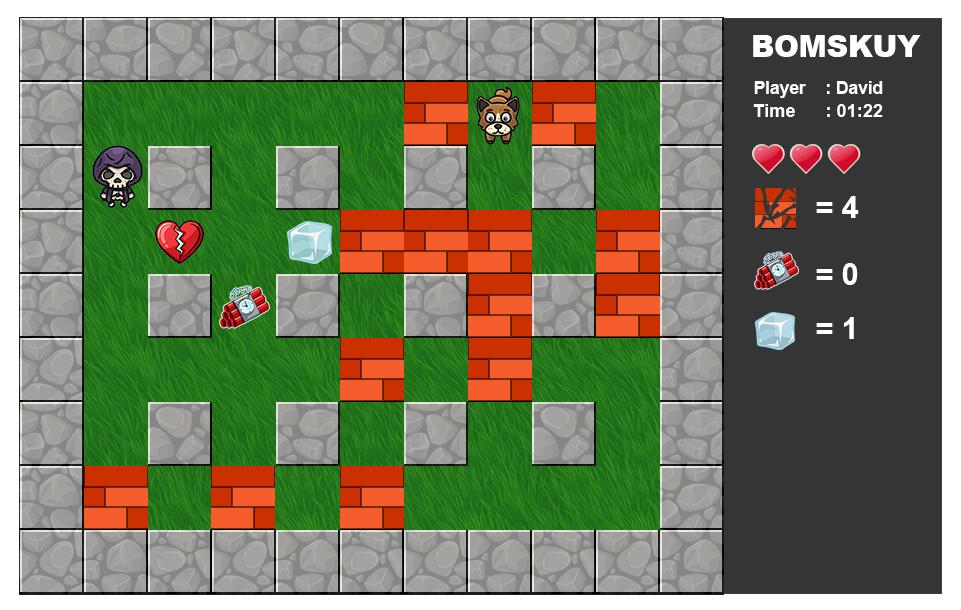 BOMSKUY
Player : David
Time : 01:22
= 4
= 0
= 1